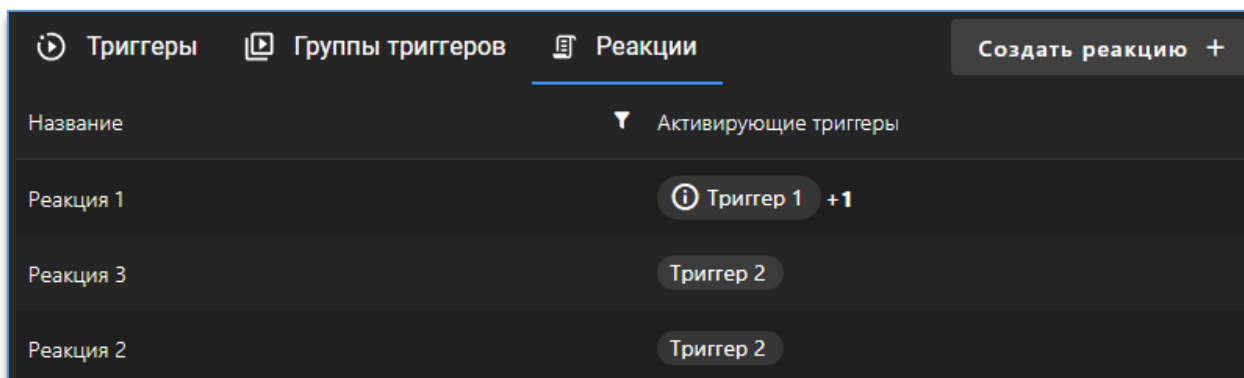 Триггеры Группы триггеров Реакции Создать реакцию +
Название Активирующие триггеры
Реакция 1 Триггер 1 +1
Реакция 3 Триггер 2
Реакция 2 Триггер 2